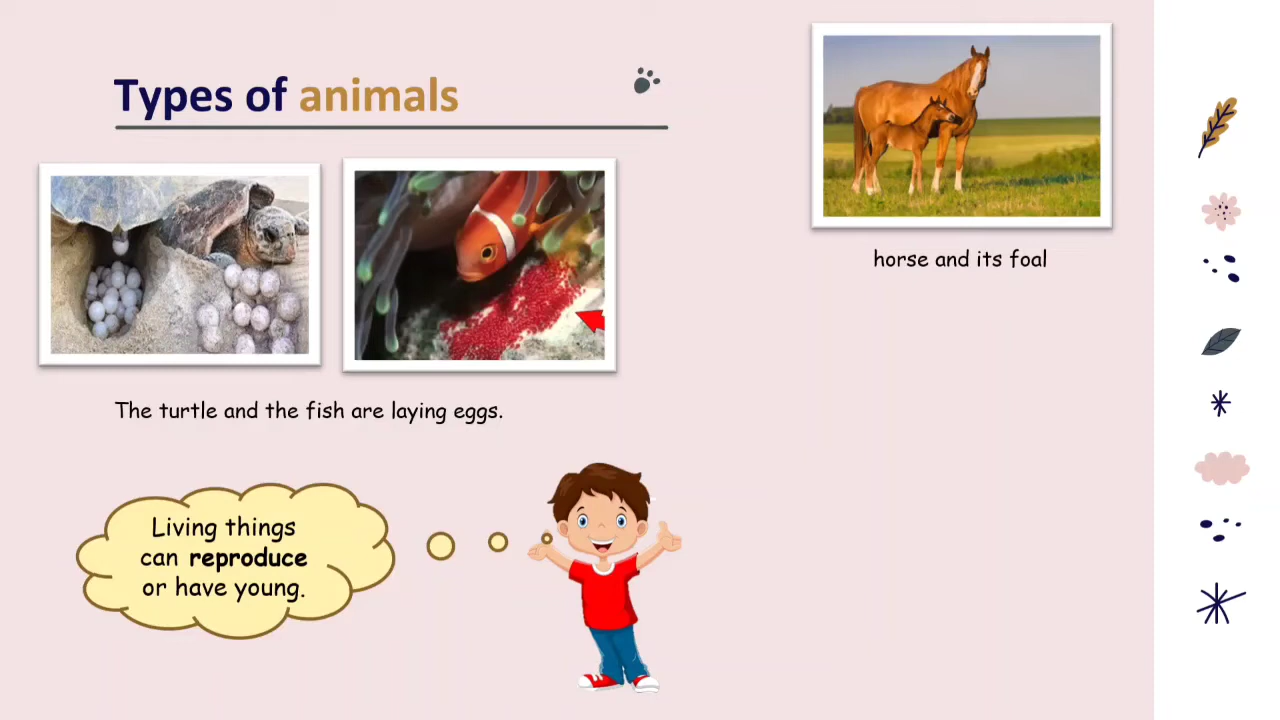 Types of animals
horse and its foal
The turtle and the fish are laying eggs.
Living things
can reproduce
or have young.